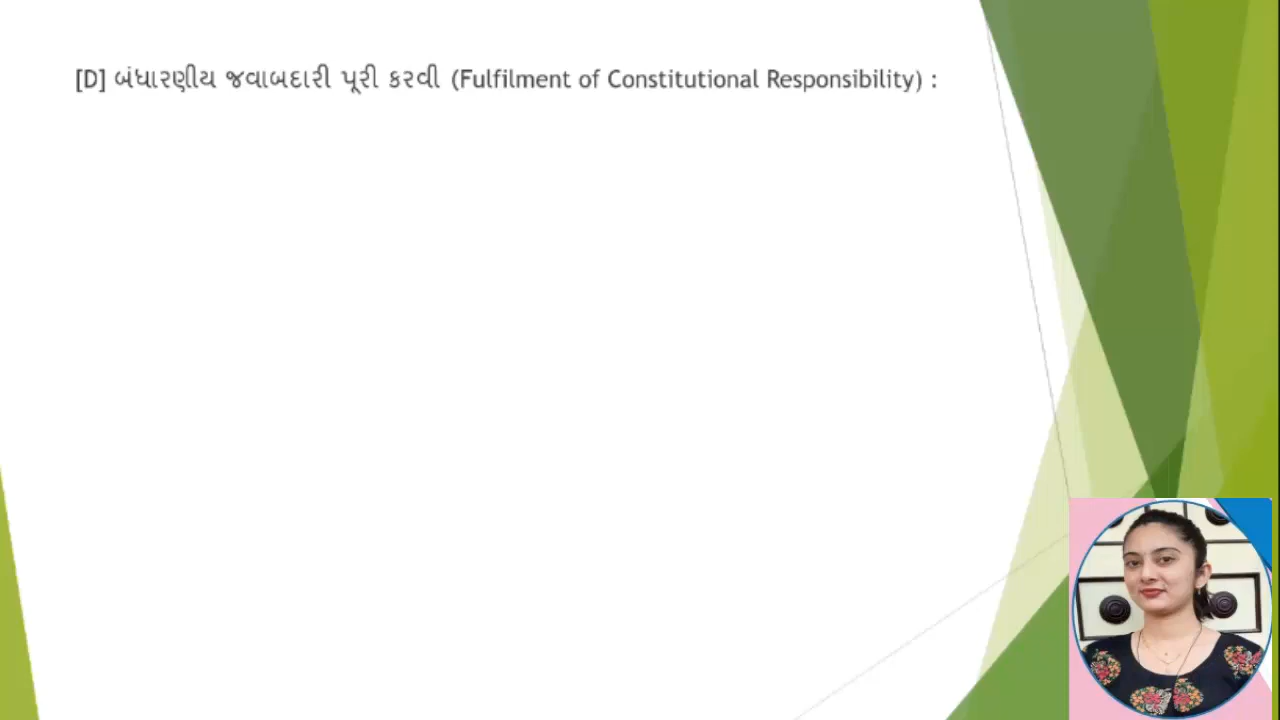 [D] બંધારણીય જવાબદારી પૂરી કરવી (Fulfilment of Constitutional Responsibility) :